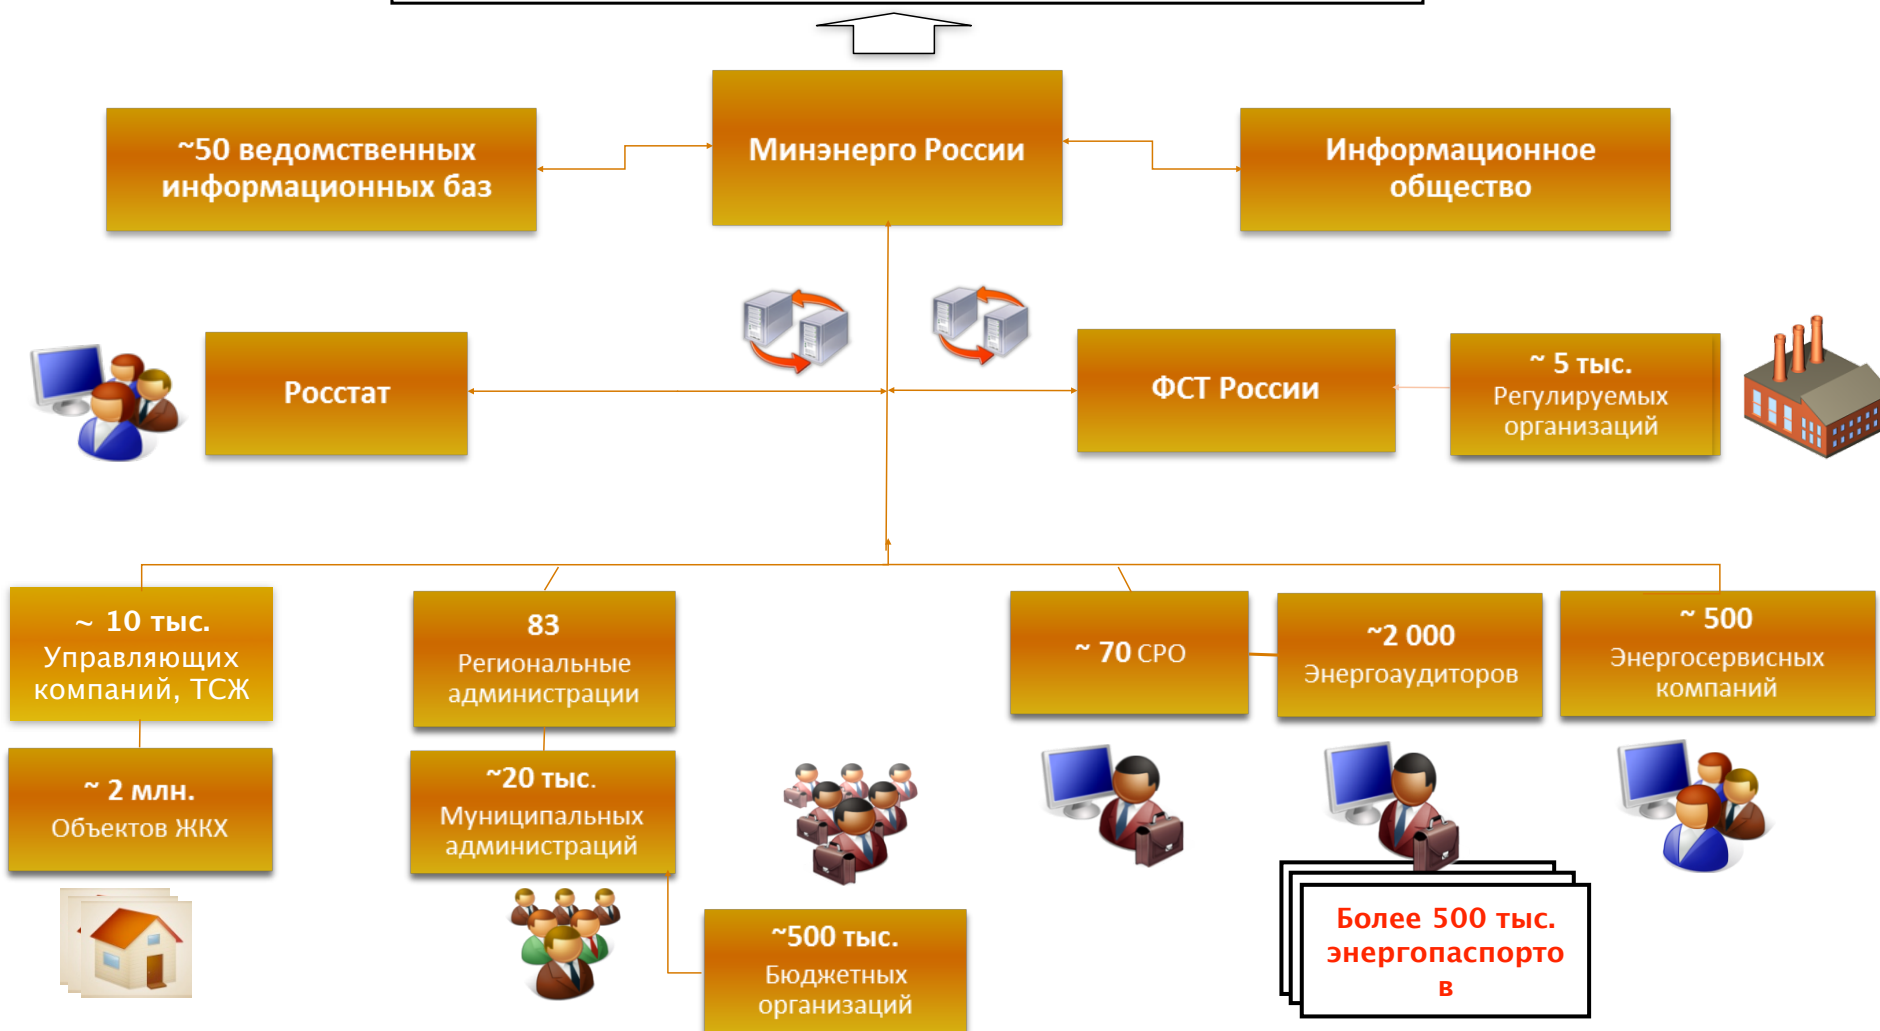 ~50 ведомственных
информационных баз
Минэнерго России
Информационное
общество
Росстат
ФСТ России
~ 5 тыс.
Регулируемых
организаций
~ 10 тыс.
Управляющих
компаний, ТСЖ
83
Региональные
администрации
~ 70 СРО
~2 000
Энергоаудиторов
~ 500
Энергосервисных
компаний
~ 2 млн.
Объектов ЖКХ
~20 тыс.
Муниципальных
администраций
~500 тыс.
Бюджетных
организаций
Более 500 тыс.
энергопаспорто
в